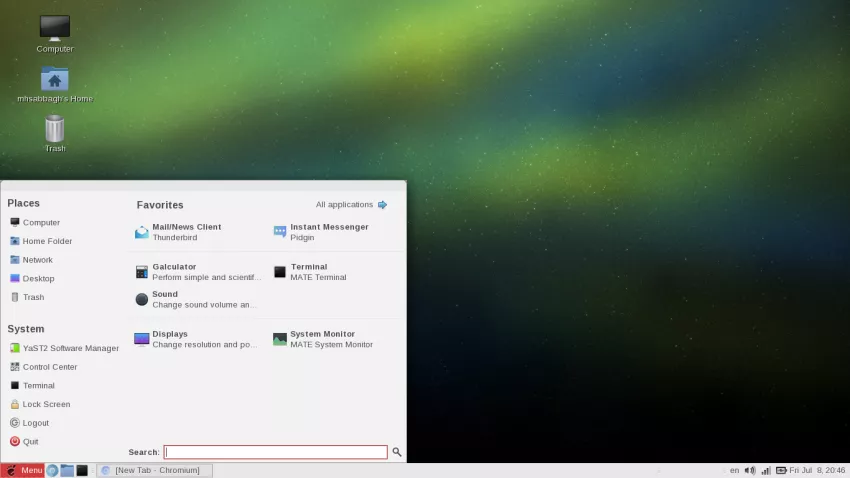 Computer
mhsabbagh's Home
Trash
Places
Computer
Home Folder
Network
Desktop
Trash
System
YaST2 Software Manager
Control Center
Terminal
Lock Screen
Logout
Quit
Favorites
All applications
Mail/News Client
Thunderbird
Instant Messenger
Pidgin
Galculator
Perform simple and scientif...
Terminal
MATE Terminal
Sound
Change sound volume an...
Displays
Change resolution and po...
System Monitor
MATE System Monitor
Search:
Menu
[New Tab - Chromium]
en
Fri Jul 8, 20:46